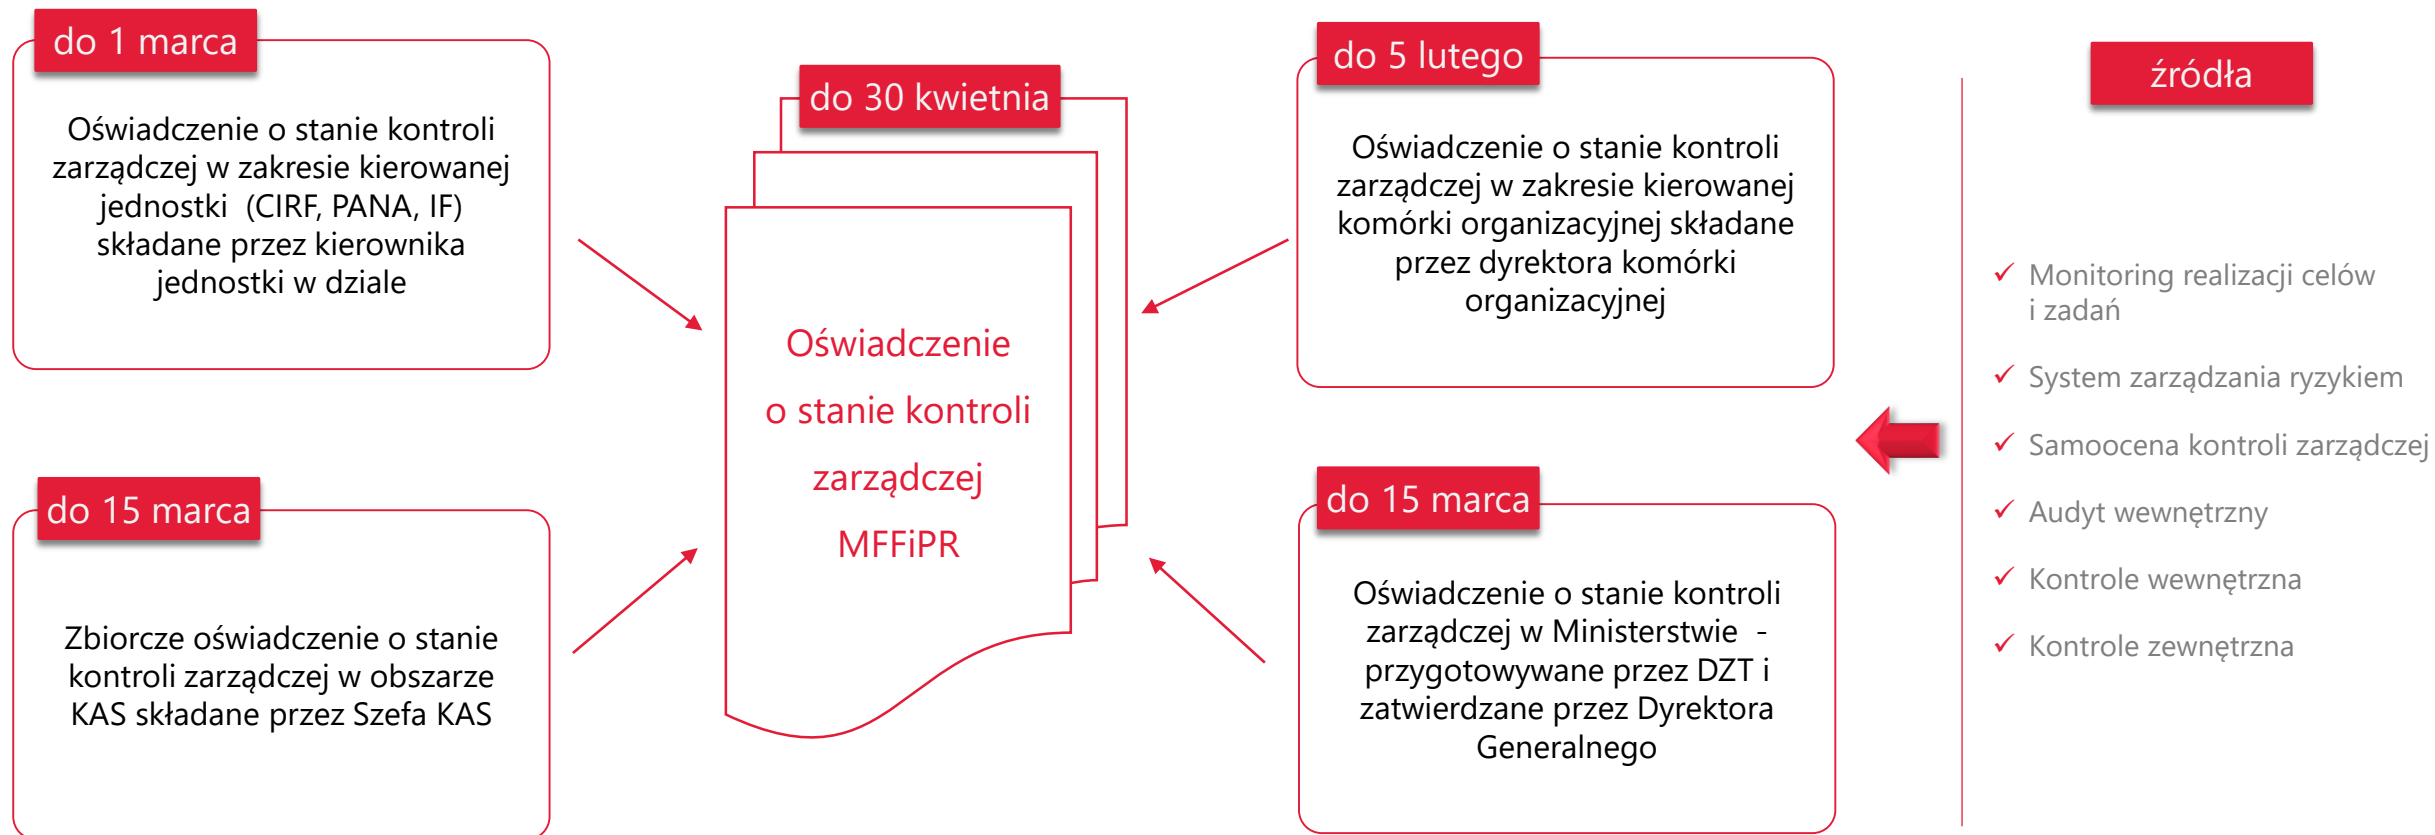 do 1 marca
Oświadczenie o stanie kontroli
zarządczej w zakresie kierowanej
jednostki (CIRF, PANA, IF)
składane przez kierownika
jednostki w dziale
do 15 marca
Zbiorcze oświadczenie o stanie
kontroli zarządczej w obszarze
KAS składane przez Szefa KAS
do 30 kwietnia
Oświadczenie
o stanie kontroli
zarządczej
MFFiPR
do 5 lutego
Oświadczenie o stanie kontroli
zarządczej w zakresie kierowanej
komórki organizacyjnej składane
przez dyrektora komórki
organizacyjnej
do 15 marca
Oświadczenie o stanie kontroli
zarządczej w Ministerstwie -
przygotowywane przez DZT i
zatwierdzane przez Dyrektora
Generalnego
źródła
Monitoring realizacji celów
i zadań
System zarządzania ryzykiem
Samoocena kontroli zarządczej
Audyt wewnętrzny
Kontrole wewnętrzna
Kontrole zewnętrzna